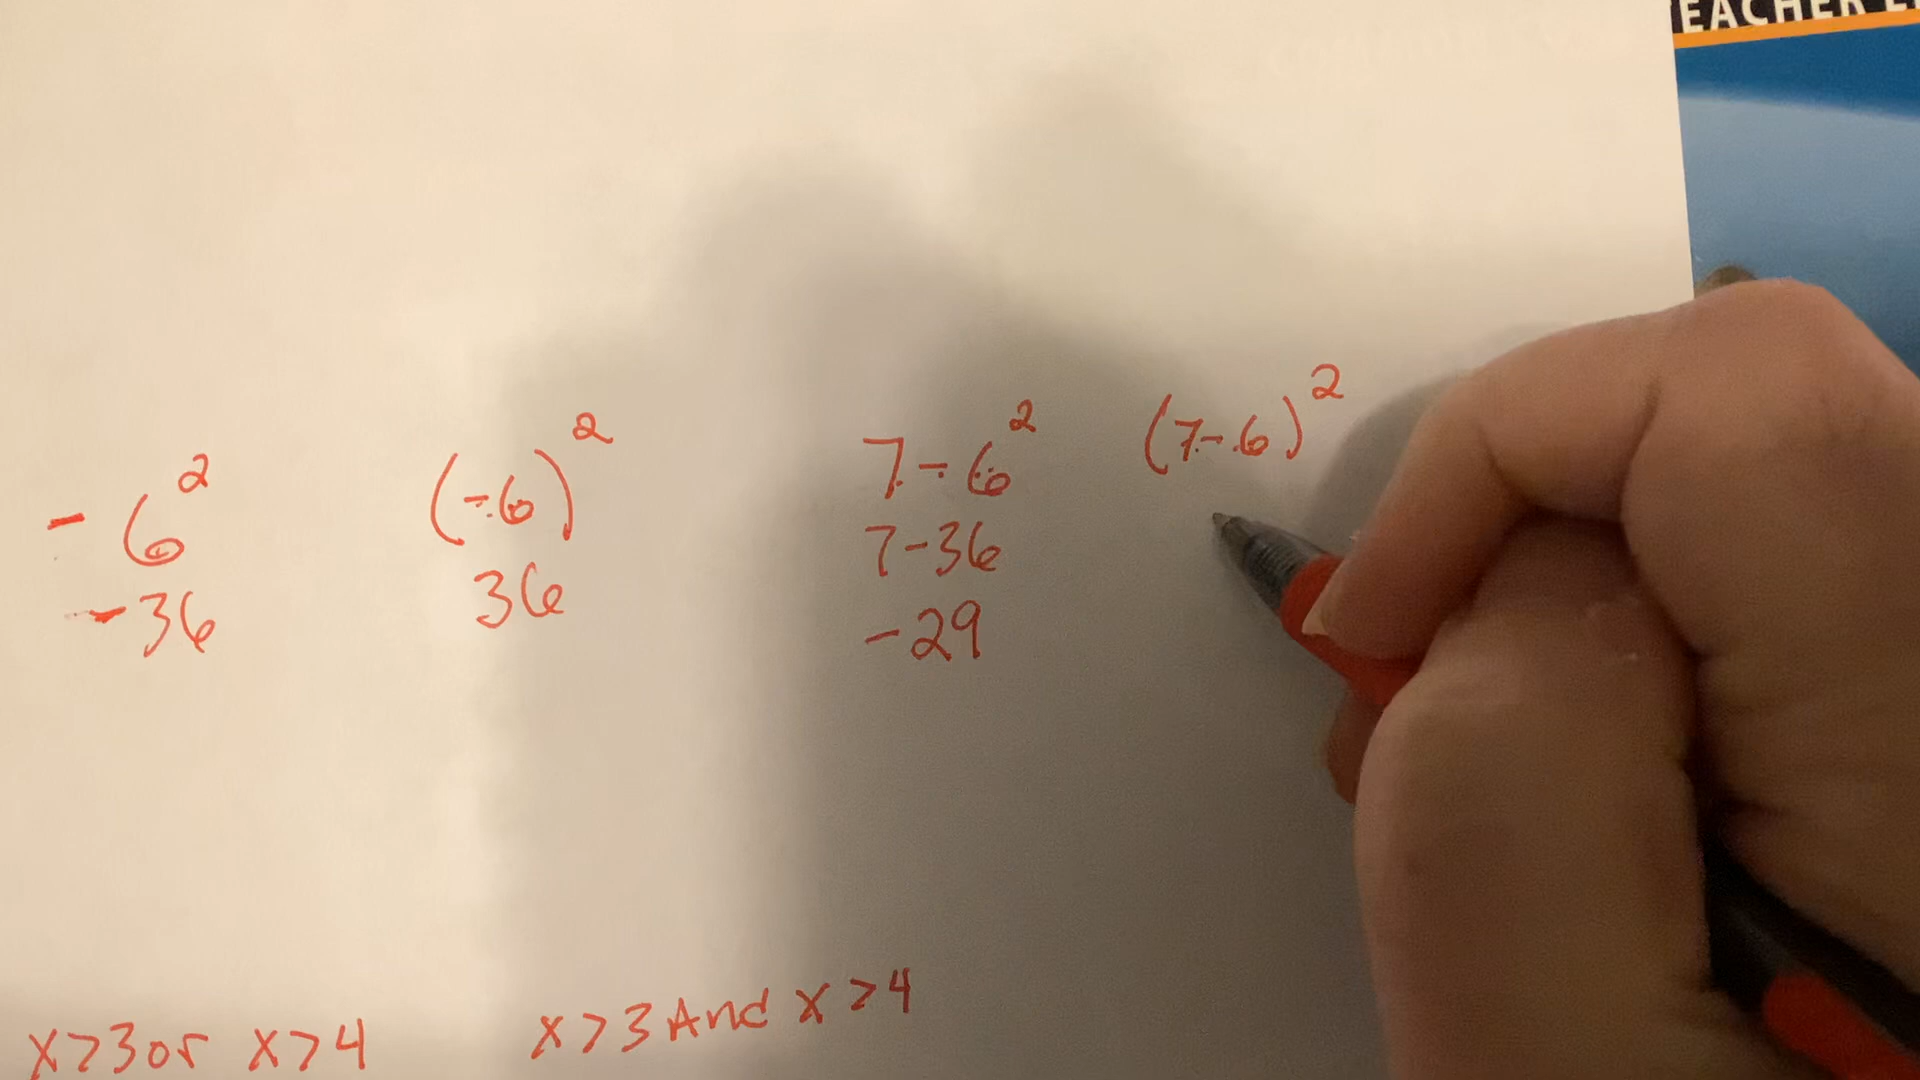 EACHER E
-6² (-6)² 7-6² (7-6)²
-36 36 7-36
-29
x>3 or x>4 x>3 And x>4